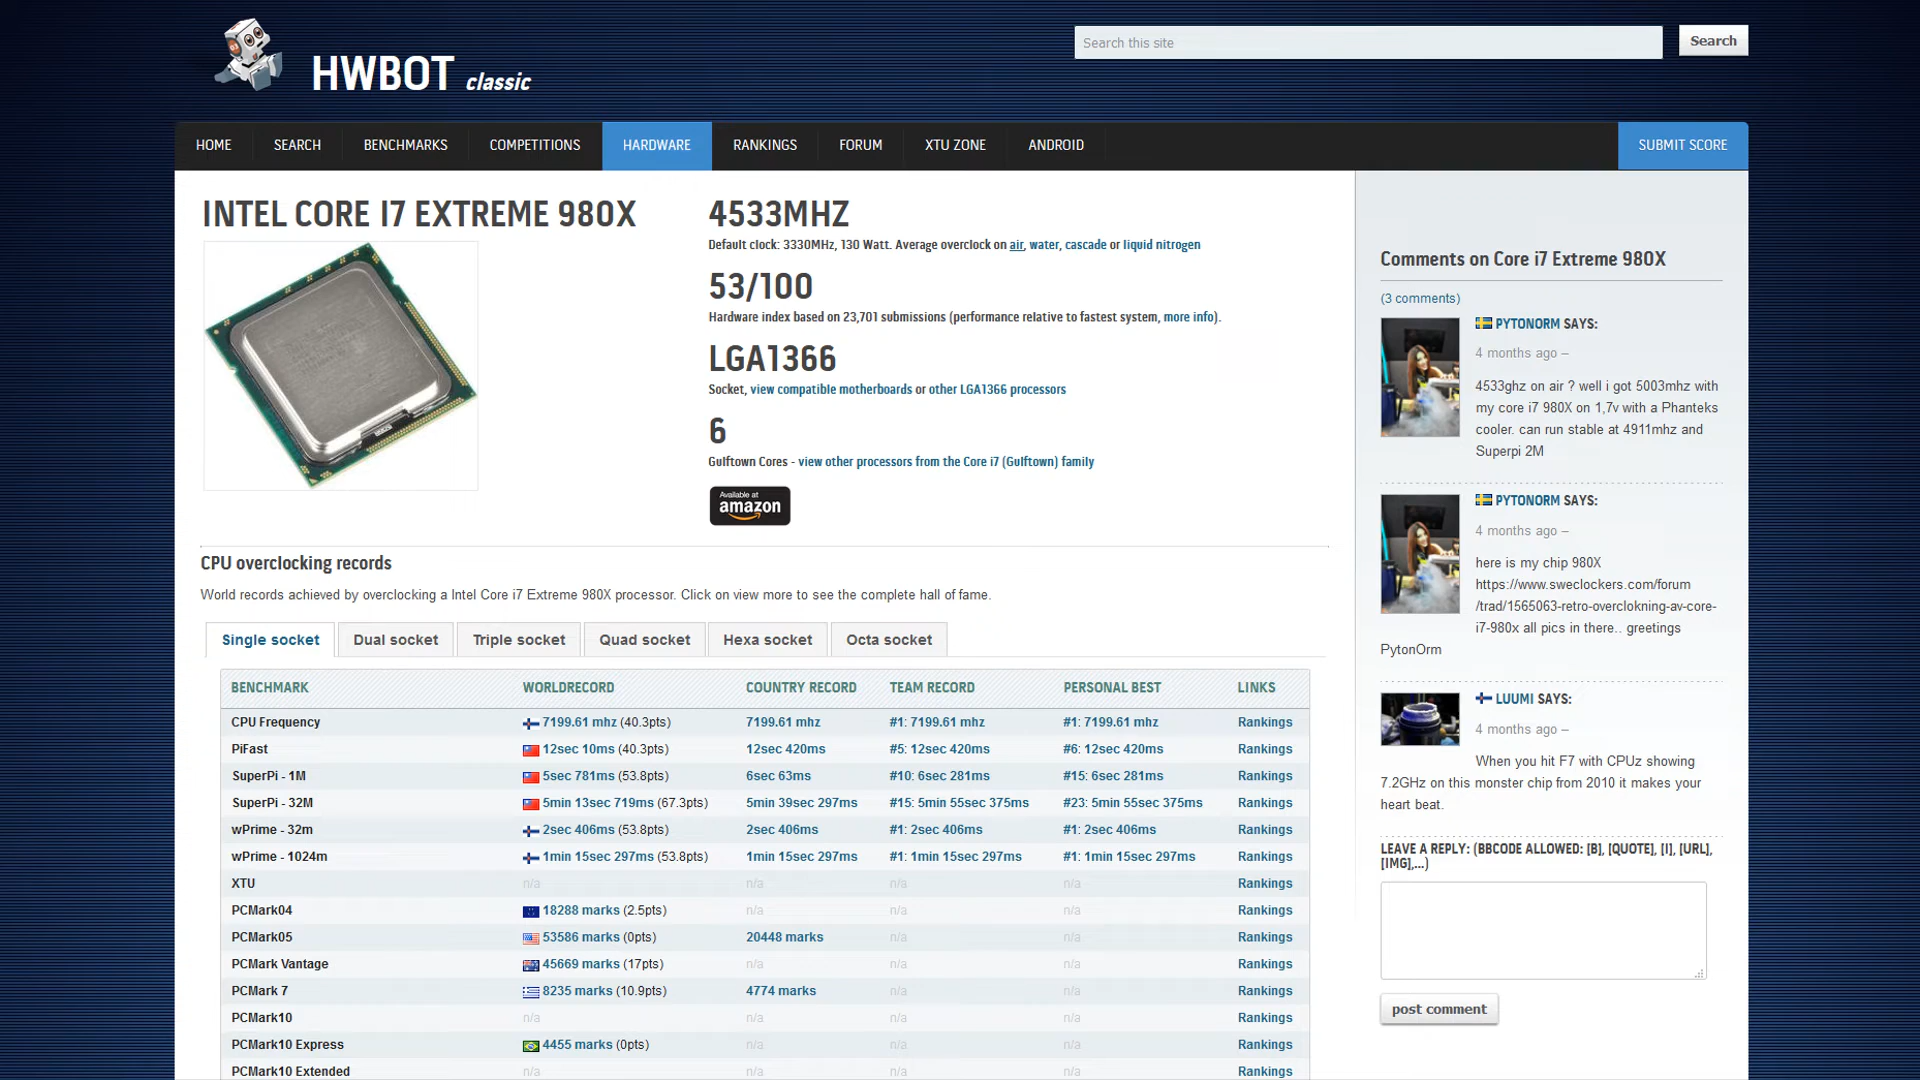 HWBOT classic
Search this site
Search
HOME SEARCH BENCHMARKS COMPETITIONS HARDWARE RANKINGS FORUM XTU ZONE ANDROID SUBMIT SCORE
INTEL CORE I7 EXTREME 980X
4533MHZ
Default clock: 3330MHz, 130 Watt. Average overclock on air, water, cascade or liquid nitrogen
53/100
Hardware index based on 23,701 submissions (performance relative to fastest system, more info).
LGA1366
Socket, view compatible motherboards or other LGA1366 processors
6
Gulftown Cores - view other processors from the Core i7 (Gulftown) family
Available at
amazon
CPU overclocking records
World records achieved by overclocking a Intel Core i7 Extreme 980X processor. Click on view more to see the complete hall of fame.
Single socket Dual socket Triple socket Quad socket Hexa socket Octa socket
BENCHMARK WORLDRECORD COUNTRY RECORD TEAM RECORD PERSONAL BEST LINKS
CPU Frequency 7199.61 mhz (40.3pts) 7199.61 mhz #1: 7199.61 mhz #1: 7199.61 mhz Rankings
PiFast 12sec 10ms (40.3pts) 12sec 420ms #5: 12sec 420ms #6: 12sec 420ms Rankings
SuperPi - 1M 5sec 781ms (53.8pts) 6sec 63ms #10: 6sec 281ms #15: 6sec 281ms Rankings
SuperPi - 32M 5min 13sec 719ms (67.3pts) 5min 39sec 297ms #15: 5min 55sec 375ms #23: 5min 55sec 375ms Rankings
wPrime - 32m 2sec 406ms (53.8pts) 2sec 406ms #1: 2sec 406ms #1: 2sec 406ms Rankings
wPrime - 1024m 1min 15sec 297ms (53.8pts) 1min 15sec 297ms #1: 1min 15sec 297ms #1: 1min 15sec 297ms Rankings
XTU n/a n/a n/a n/a Rankings
PCMark04 18288 marks (2.5pts) n/a n/a n/a Rankings
PCMark05 53586 marks (0pts) 20448 marks n/a n/a Rankings
PCMark Vantage 45669 marks (17pts) n/a n/a n/a Rankings
PCMark 7 8235 marks (10.9pts) 4774 marks n/a n/a Rankings
PCMark10 n/a n/a n/a n/a Rankings
PCMark10 Express 4455 marks (0pts) n/a n/a n/a Rankings
PCMark10 Extended n/a n/a n/a n/a Rankings
Comments on Core i7 Extreme 980X
(3 comments)
PYTONORM SAYS:
4 months ago –
4533ghz on air ? well i got 5003mhz with
my core i7 980X on 1,7v with a Phanteks
cooler. can run stable at 4911mhz and
Superpi 2M
PYTONORM SAYS:
4 months ago –
here is my chip 980X
https://www.sweclockers.com/forum
/trad/1565063-retro-overclokning-av-core-
i7-980x all pics in there.. greetings
PytonOrm
LUUMI SAYS:
4 months ago –
When you hit F7 with CPUz showing
7.2GHz on this monster chip from 2010 it makes your
heart beat.
LEAVE A REPLY: (BBCODE ALLOWED: [B], [QUOTE], [I], [URL],
[IMG],...)
post comment